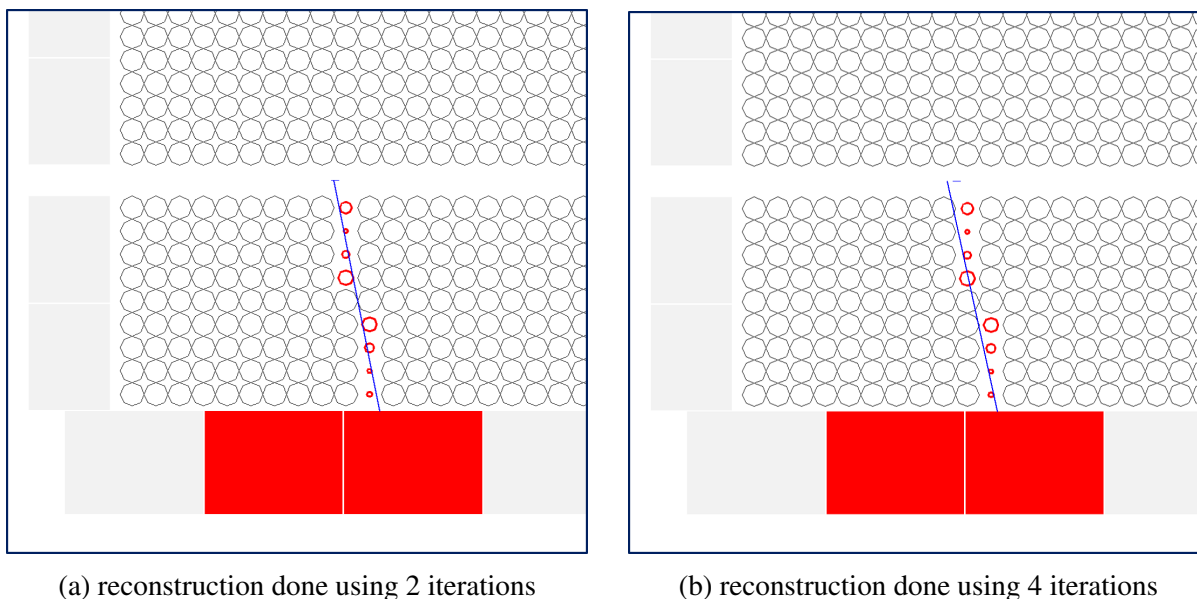 (a) reconstruction done using 2 iterations
(b) reconstruction done using 4 iterations